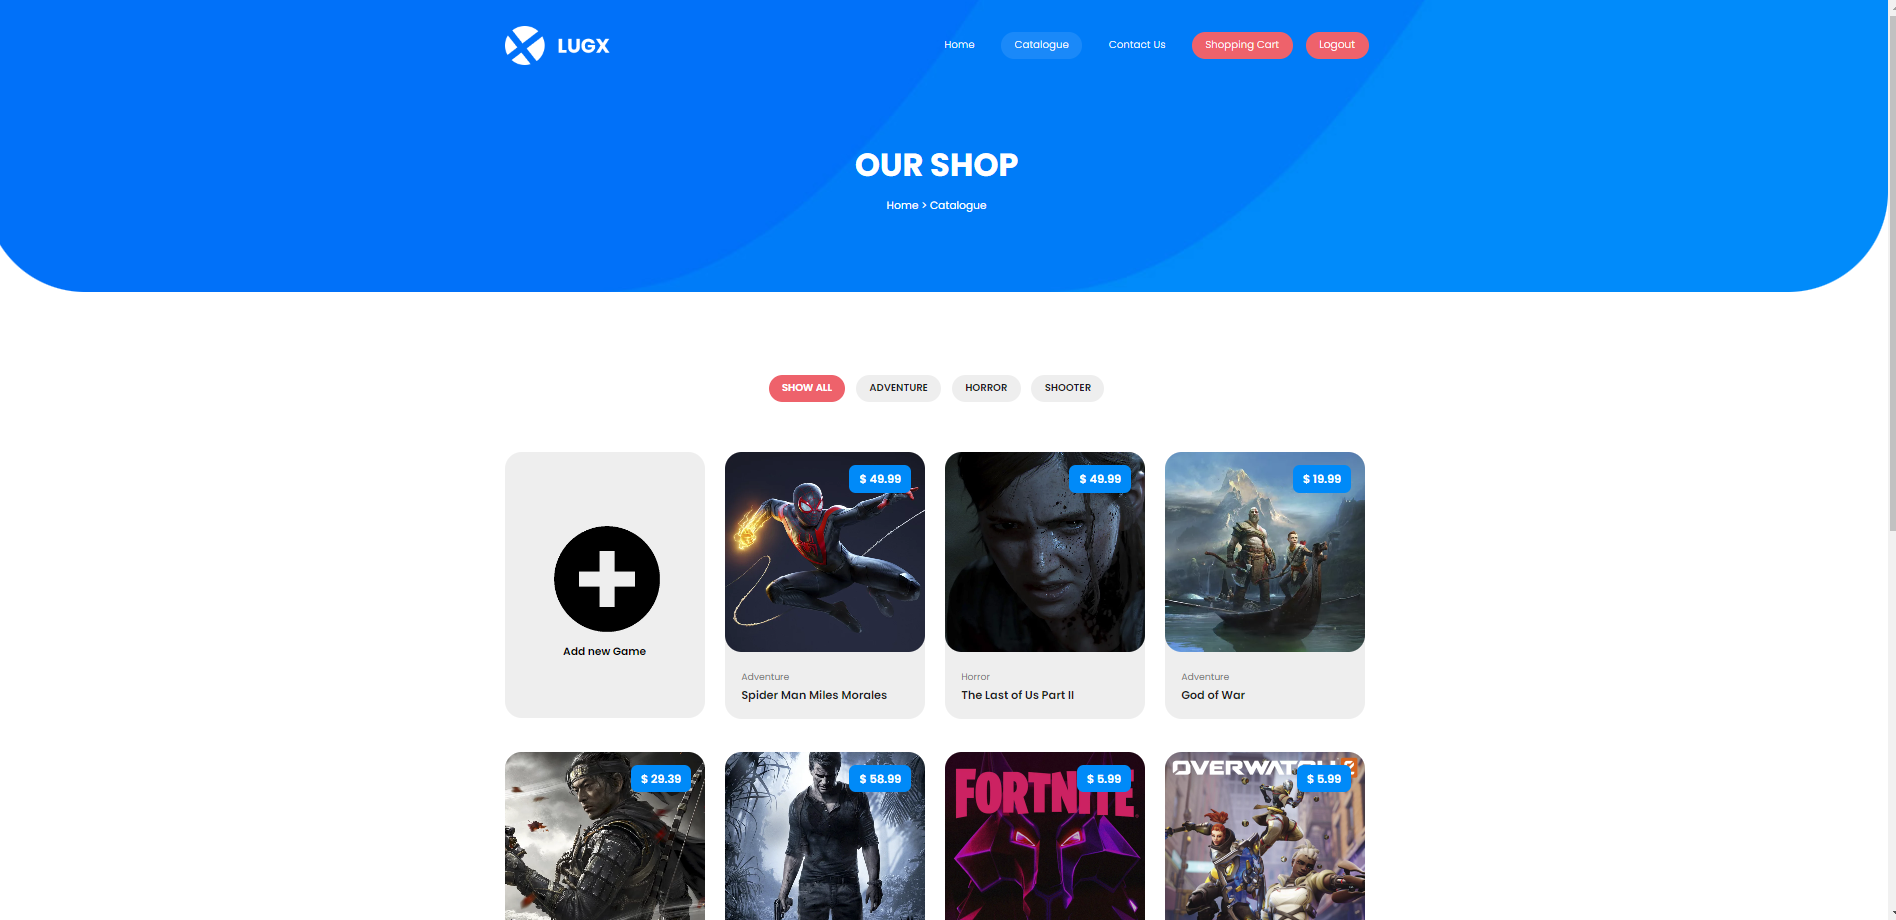 LUGX
Home
Catalogue
Contact Us
Shopping Cart
Logout
OUR SHOP
Home > Catalogue
SHOW ALL
ADVENTURE
HORROR
SHOOTER
Add new Game
$ 49.99
Adventure
Spider Man Miles Morales
$ 49.99
Horror
The Last of Us Part II
$ 19.99
Adventure
God of War
$ 29.39
$ 58.99
$ 5.99
FORTNITE
$ 5.99
OVERWATCH 2